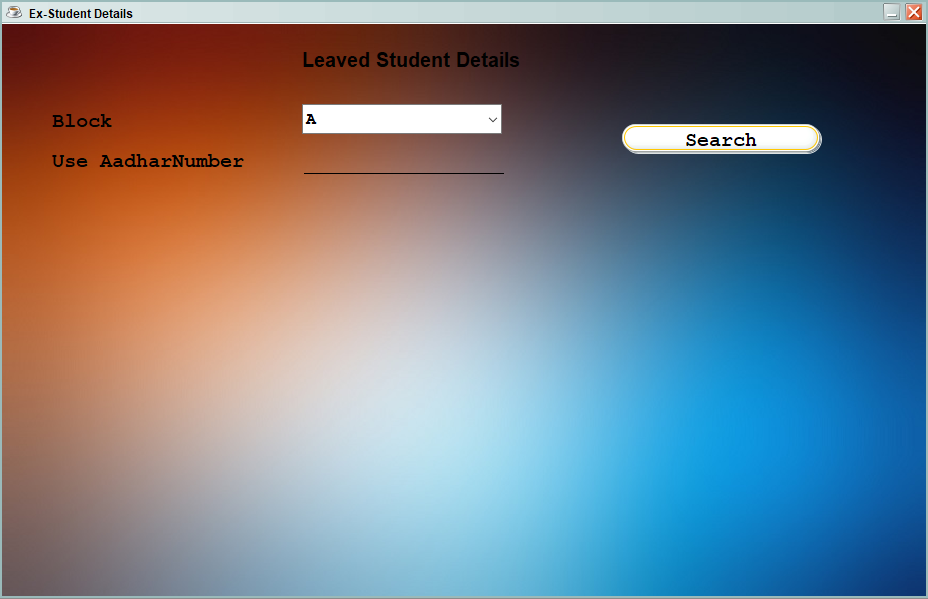 Ex-Student Details
Leaved Student Details
Block
A
Search
Use AadharNumber